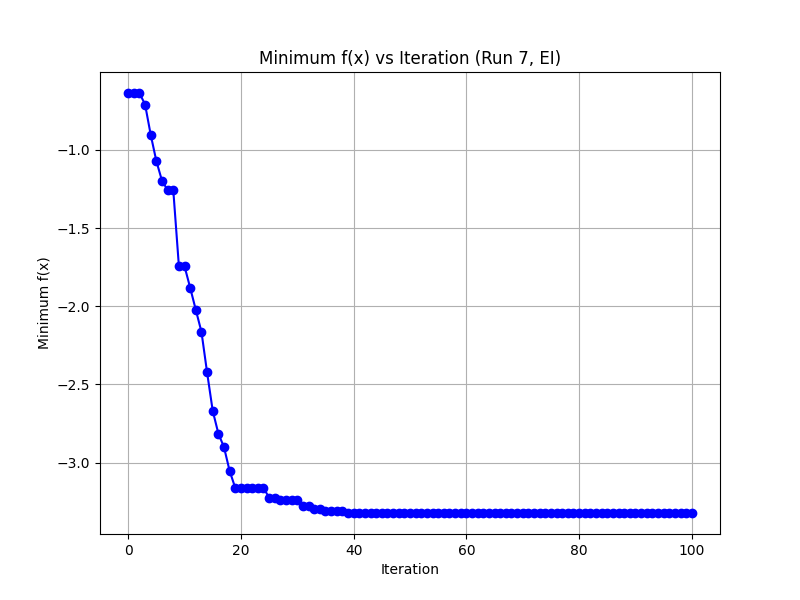 Minimum f(x) vs Iteration (Run 7, EI)
−1.0
−1.5
−2.0
−2.5
−3.0
Minimum f(x)
0 20 40 60 80 100
Iteration